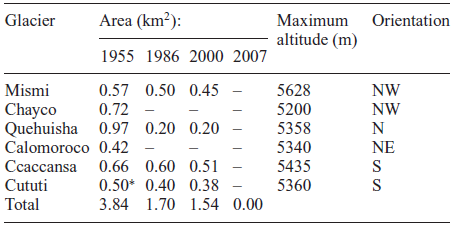 Glacier Area (km²): Maximum altitude (m) Orientation
1955 1986 2000 2007
Mismi 0.57 0.50 0.45 – 5628 NW
Chayco 0.72 – – – 5200 NW
Quehuisha 0.97 0.20 0.20 – 5358 N
Calomoroco 0.42 – – – 5340 NE
Ccaccansa 0.66 0.60 0.51 – 5435 S
Cututi 0.50* 0.40 0.38 – 5360 S
Total 3.84 1.70 1.54 0.00